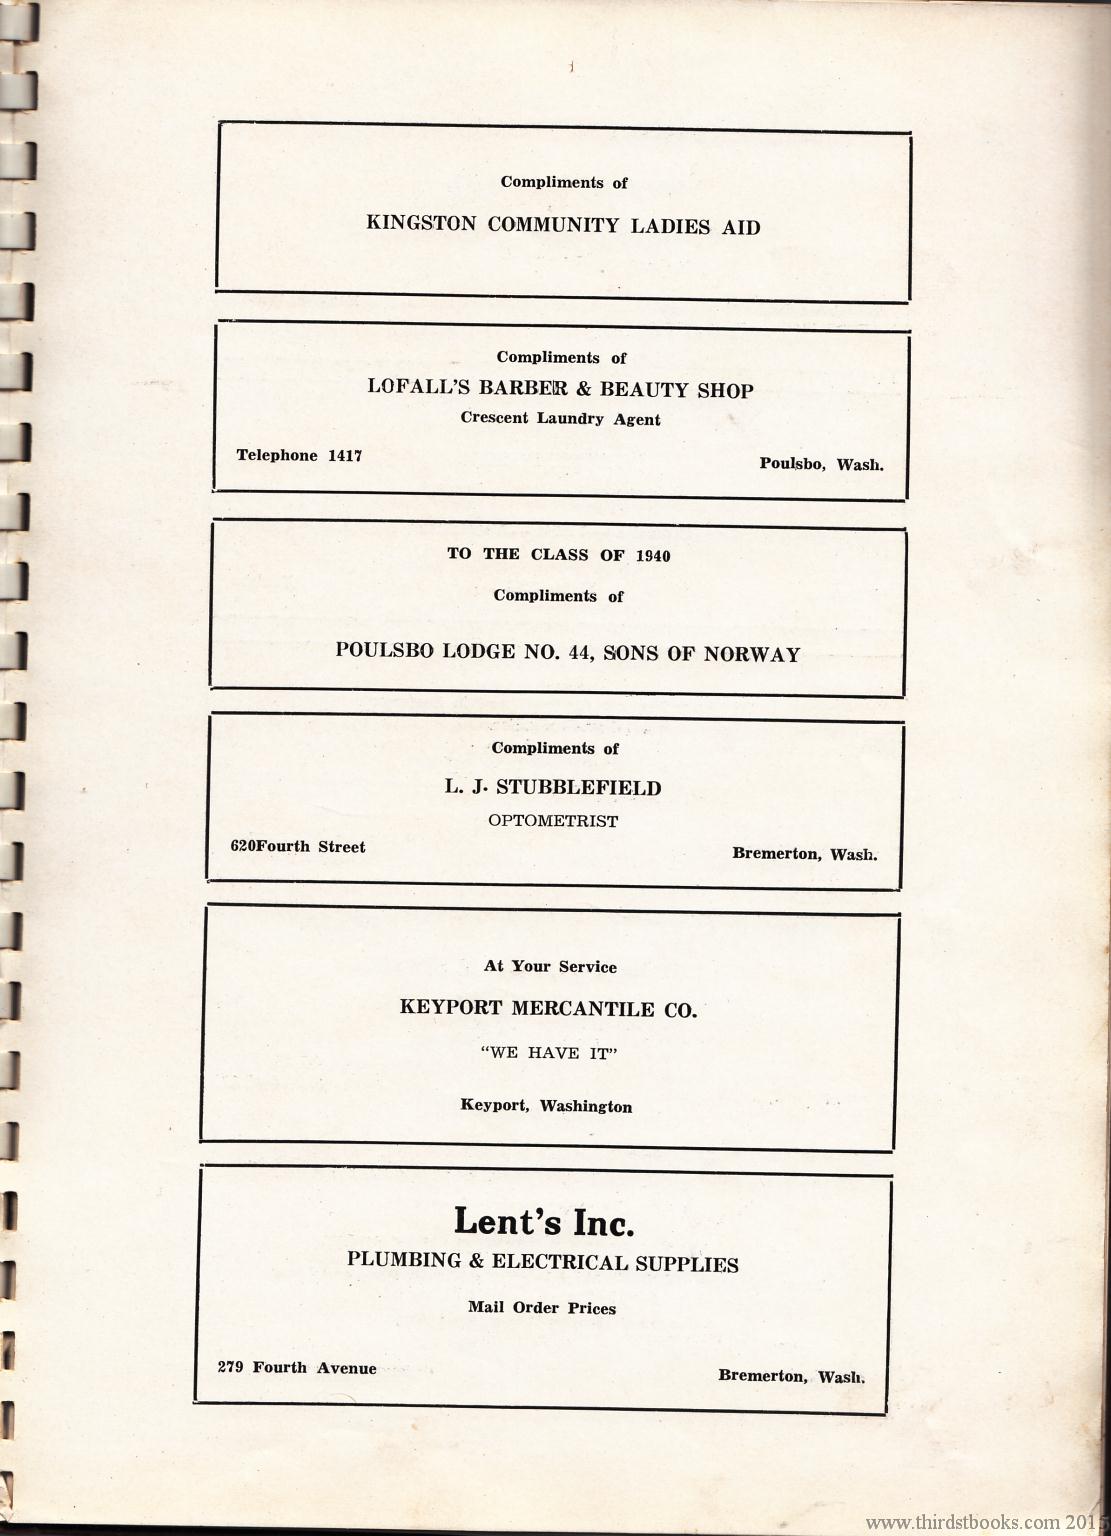 Compliments of
KINGSTON COMMUNITY LADIES AID
Compliments of
LOFALL'S BARBER & BEAUTY SHOP
Crescent Laundry Agent
Telephone 1417 Poulsbo, Wash.
TO THE CLASS OF 1940
Compliments of
POULSBO LODGE NO. 44, SONS OF NORWAY
Compliments of
L. J. STUBBLEFIELD
OPTOMETRIST
620Fourth Street Bremerton, Wash.
At Your Service
KEYPORT MERCANTILE CO.
“WE HAVE IT”
Keyport, Washington
Lent's Inc.
PLUMBING & ELECTRICAL SUPPLIES
Mail Order Prices
279 Fourth Avenue Bremerton, Wash.
www.thirdstbooks.com